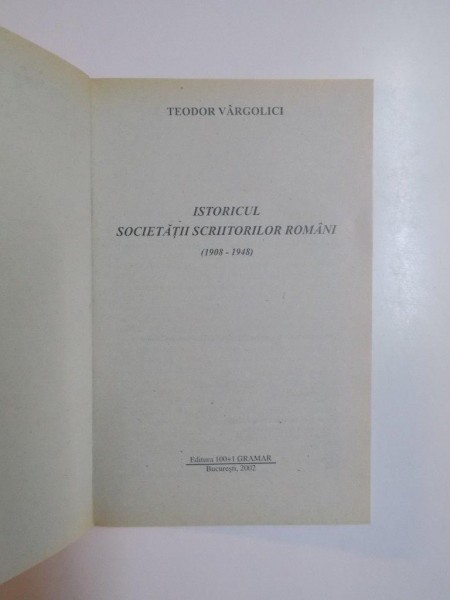 TEODOR VÂRGOLICI
ISTORICUL
SOCIETĂȚII SCRIITORILOR ROMÂNI
(1908 - 1948)
Editura 100+1 GRAMAR
București, 2002